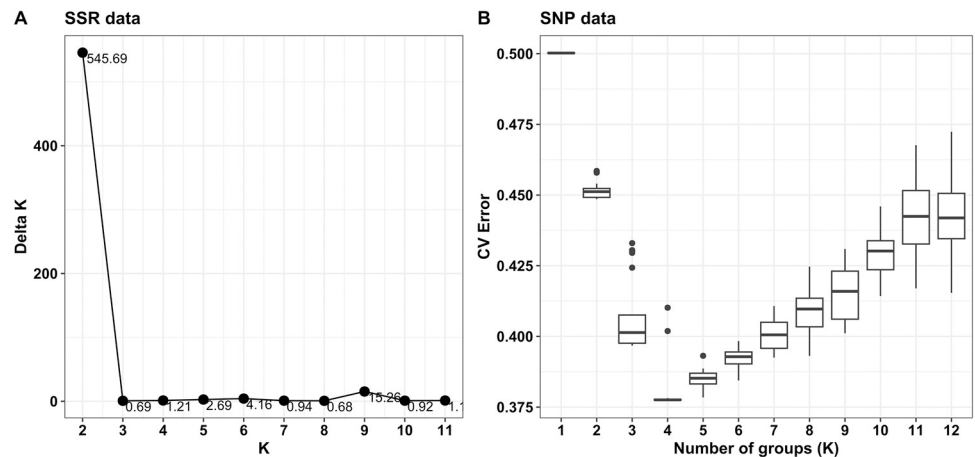 A
SSR data
Delta K
400
200
0
545.69
0.69
1.21
2.69
4.16
0.94
0.68
15.26
0.92
1.1
2 3 4 5 6 7 8 9 10 11
K
B
SNP data
CV Error
0.500
0.475
0.450
0.425
0.400
0.375
1 2 3 4 5 6 7 8 9 10 11 12
Number of groups (K)